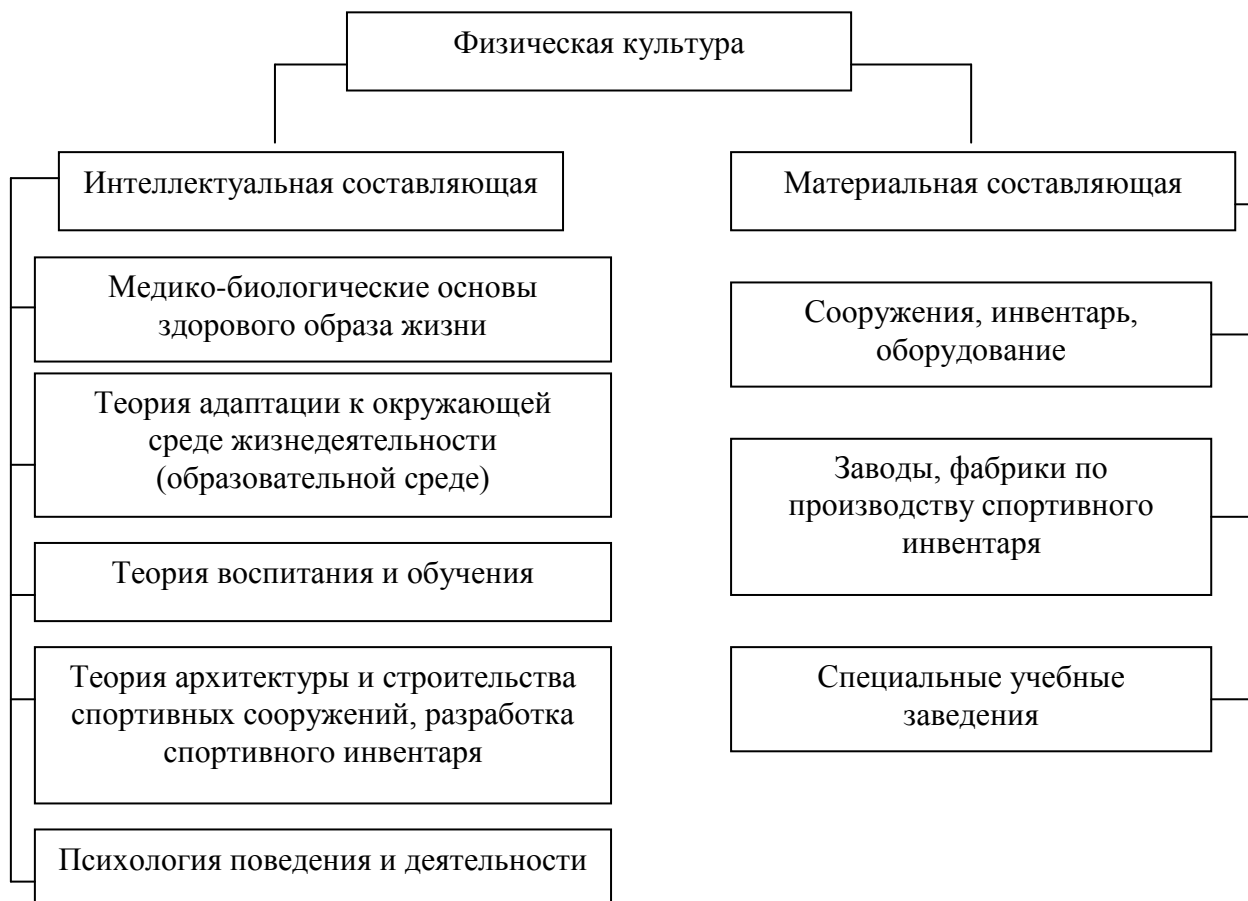 Физическая культура
Интеллектуальная составляющая
Медико-биологические основы
здорового образа жизни
Теория адаптации к окружающей
среде жизнедеятельности
(образовательной среде)
Теория воспитания и обучения
Теория архитектуры и строительства
спортивных сооружений, разработка
спортивного инвентаря
Психология поведения и деятельности
Материальная составляющая
Сооружения, инвентарь,
оборудование
Заводы, фабрики по
производству спортивного
инвентаря
Специальные учебные
заведения